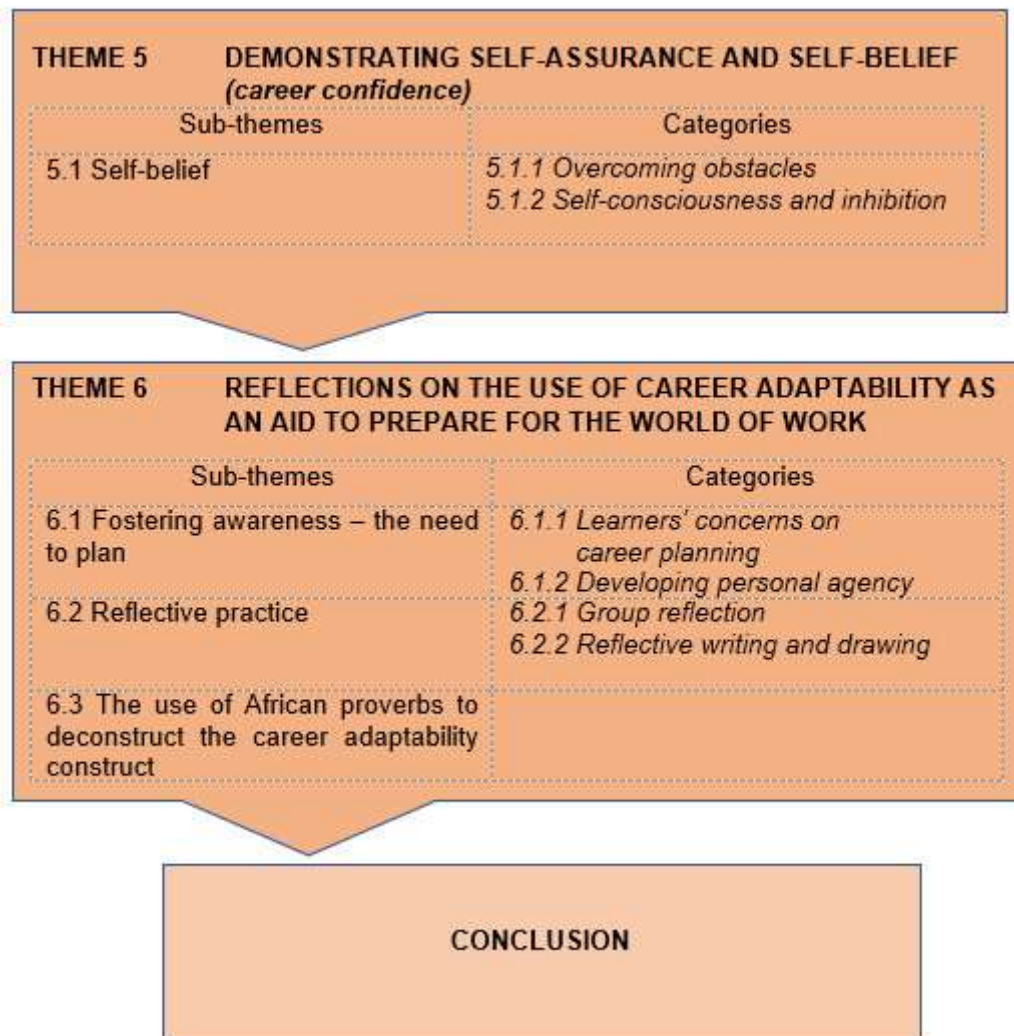 THEME 5 DEMONSTRATING SELF-ASSURANCE AND SELF-BELIEF
(career confidence)
Sub-themes Categories
5.1 Self-belief 5.1.1 Overcoming obstacles
5.1.2 Self-consciousness and inhibition
THEME 6 REFLECTIONS ON THE USE OF CAREER ADAPTABILITY AS
AN AID TO PREPARE FOR THE WORLD OF WORK
Sub-themes Categories
6.1 Fostering awareness – the need
to plan
6.1.1 Learners' concerns on
career planning
6.1.2 Developing personal agency
6.2 Reflective practice
6.2.1 Group reflection
6.2.2 Reflective writing and drawing
6.3 The use of African proverbs to
deconstruct the career adaptability
construct
CONCLUSION